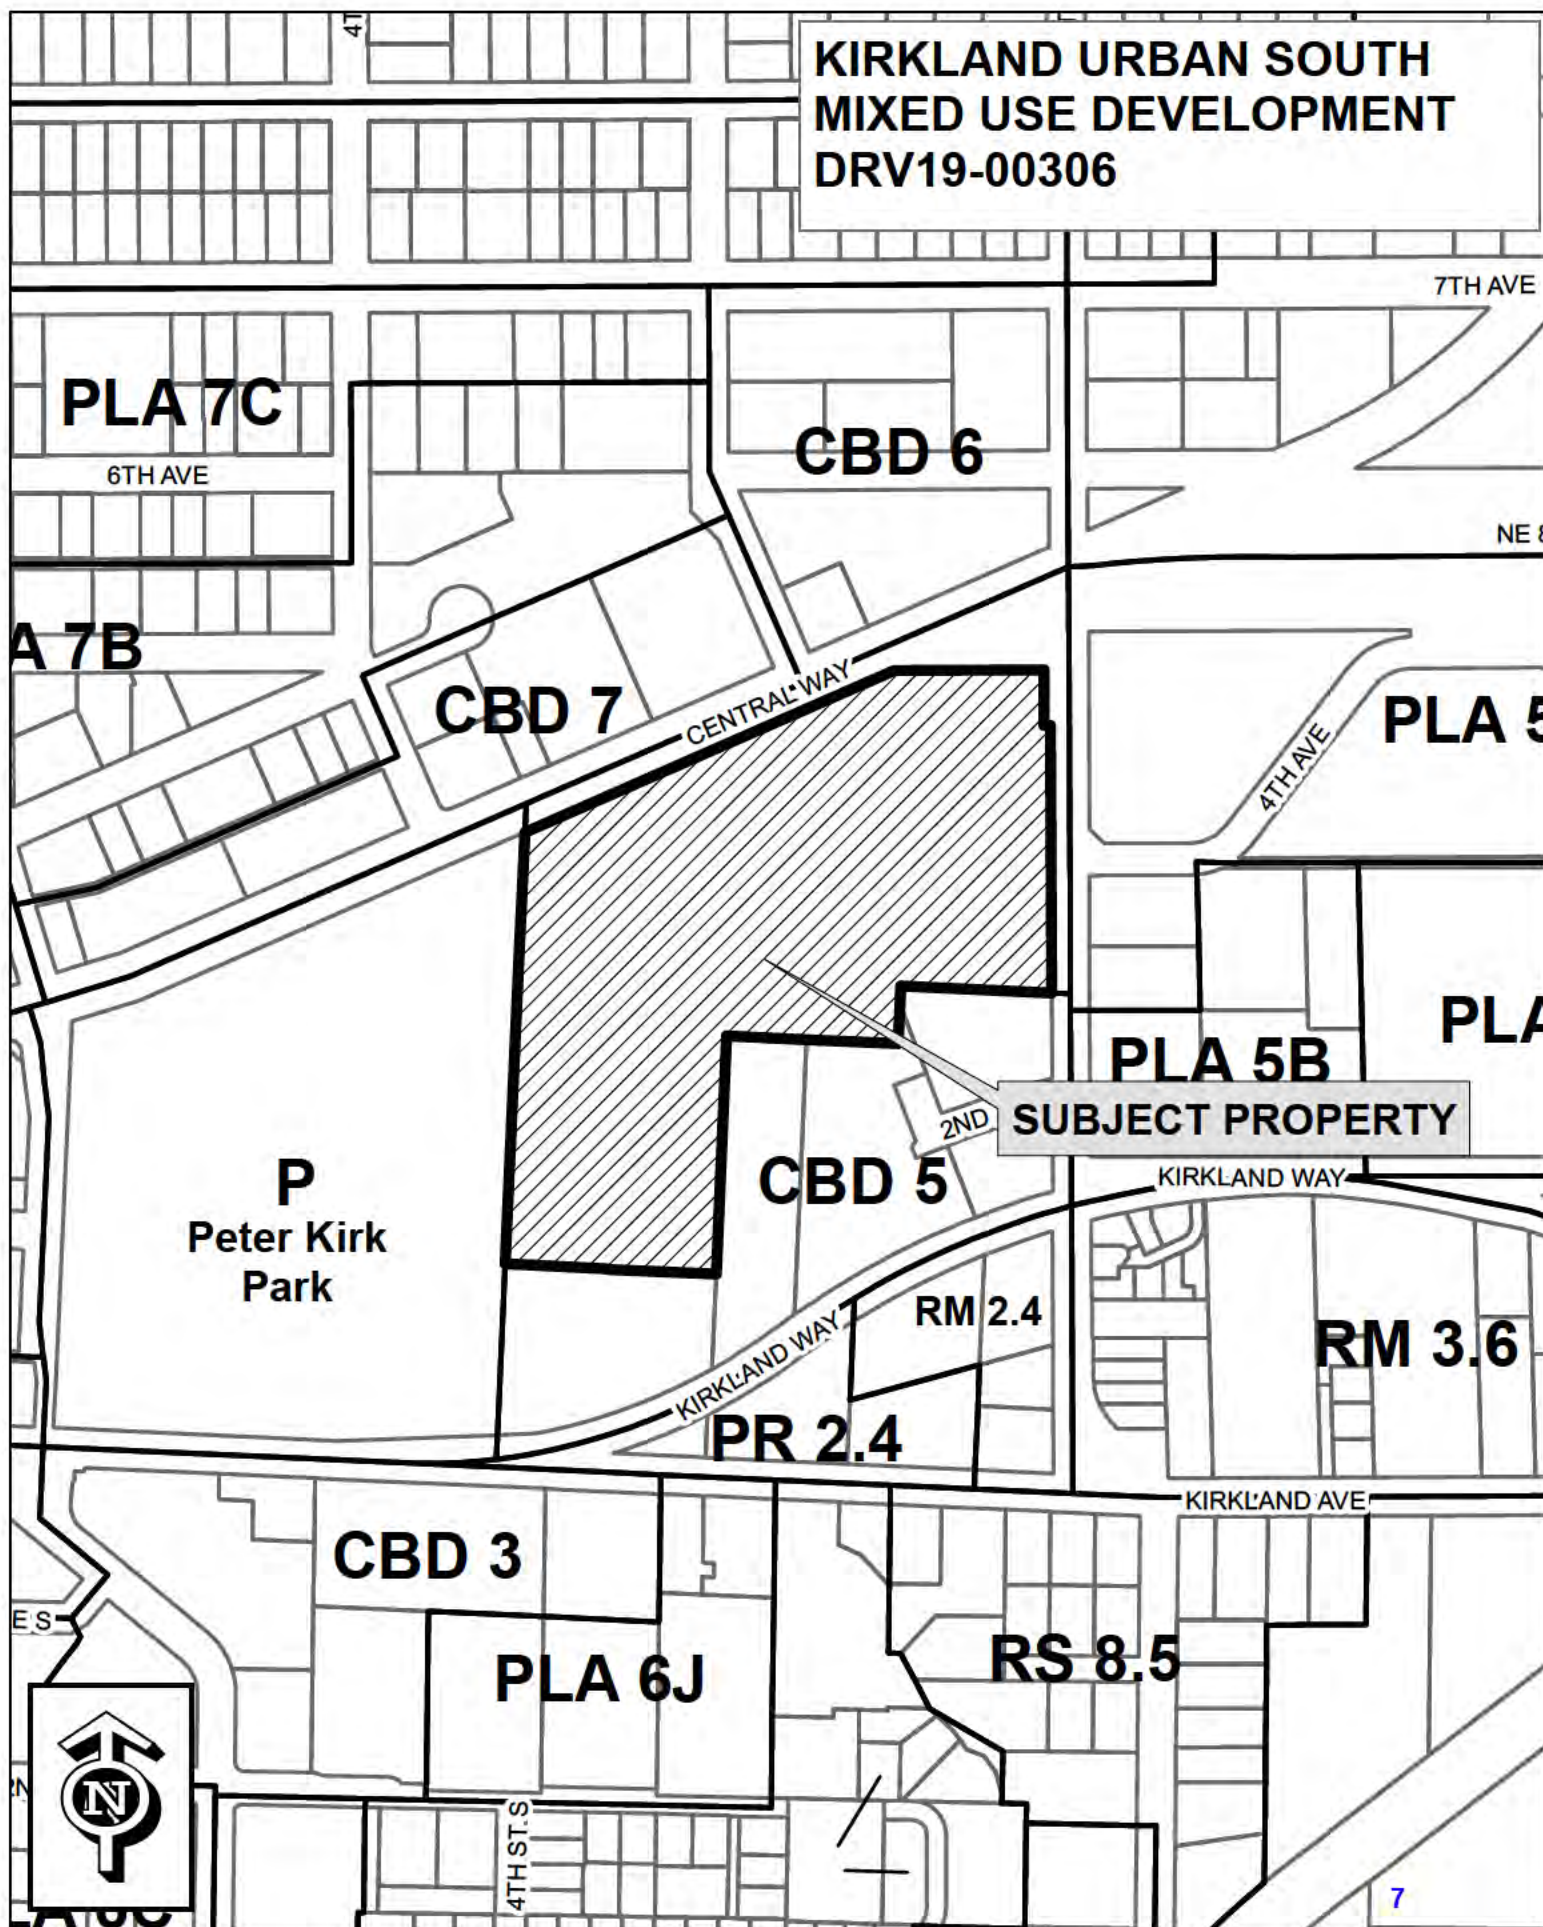 4T
KIRKLAND URBAN SOUTH
MIXED USE DEVELOPMENT
DRV19-00306
7TH AVE
PLA 7C
CBD 6
6TH AVE
NE 8
A 7B
CBD 7
CENTRAL WAY
PLA 5
4TH AVE
PLA
PLA 5B
SUBJECT PROPERTY
2ND
P
Peter Kirk
Park
CBD 5
KIRKLAND WAY
RM 2.4
RM 3.6
KIRKLAND WAY
PR 2.4
KIRKLAND AVE
CBD 3
E S
RS 8.5
PLA 6J
N
4TH ST S
7